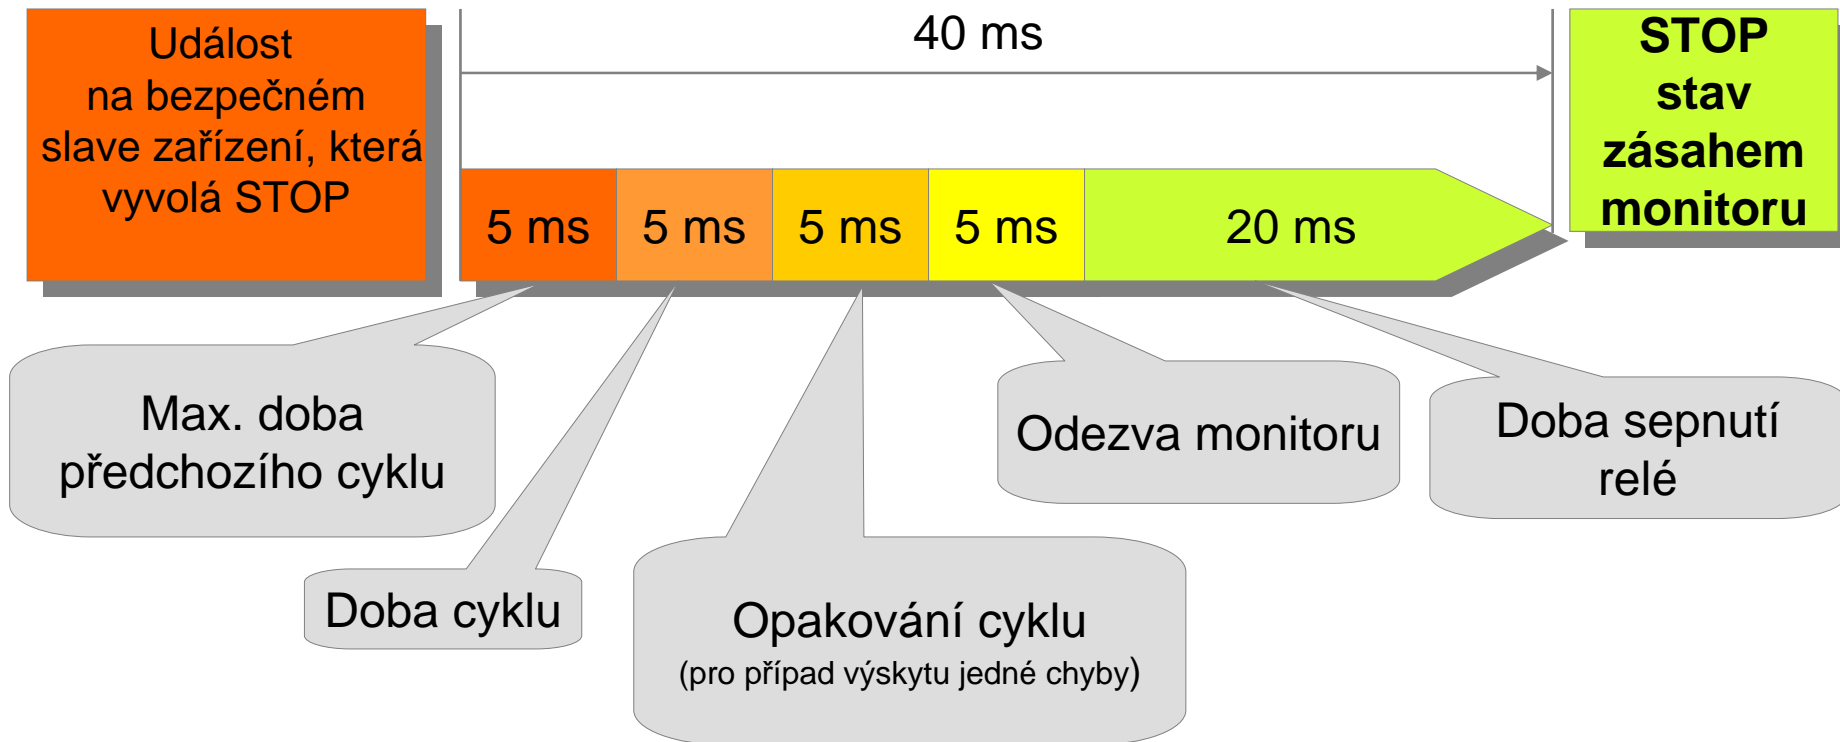 Událost
na bezpečném
slave zařízení, která
vyvolá STOP
40 ms
STOP
stav
zásahem
monitoru
5 ms
5 ms
5 ms
5 ms
20 ms
Max. doba
předchozího cyklu
Doba cyklu
Opakování cyklu
(pro případ výskytu jedné chyby)
Odezva monitoru
Doba sepnutí
relé